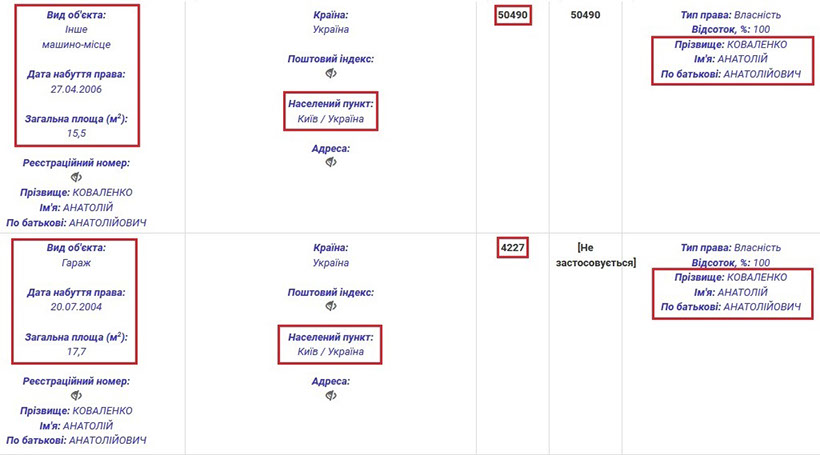 Вид об'єкта:
Інше
машино-місце
Дата набуття права:
27.04.2006
Загальна площа (м²):
15,5
Реєстраційний номер:
Прізвище: КОВАЛЕНКО
Ім'я: АНАТОЛІЙ
По батькові: АНАТОЛІЙОВИЧ
Країна:
Україна
Поштовий індекс:
Населений пункт:
Київ / Україна
Адреса:
50490
50490
Тип права: Власність
Відсоток, %: 100
Прізвище: КОВАЛЕНКО
Ім'я: АНАТОЛІЙ
По батькові: АНАТОЛІЙОВИЧ
Вид об'єкта:
Гараж
Дата набуття права:
20.07.2004
Загальна площа (м²):
17,7
Реєстраційний номер:
Прізвище: КОВАЛЕНКО
Ім'я: АНАТОЛІЙ
По батькові: АНАТОЛІЙОВИЧ
Країна:
Україна
Поштовий індекс:
Населений пункт:
Київ / Україна
Адреса:
4227
[Не
застосовується]
Тип права: Власність
Відсоток, %: 100
Прізвище: КОВАЛЕНКО
Ім'я: АНАТОЛІЙ
По батькові: АНАТОЛІЙОВИЧ